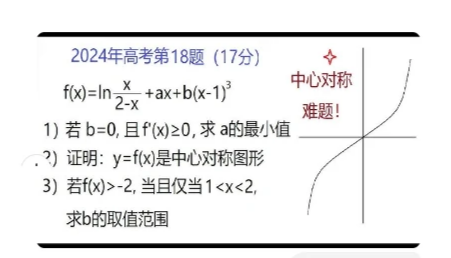 2024年高考第18题（17分）
f(x)=ln x/(2-x) +ax+b(x-1)³
1）若 b=0, 且f'(x)≥0, 求 a的最小值
2）证明：y=f(x)是中心对称图形
3）若f(x)>-2, 当且仅当1<x<2,
求b的取值范围
中心对称
难题！